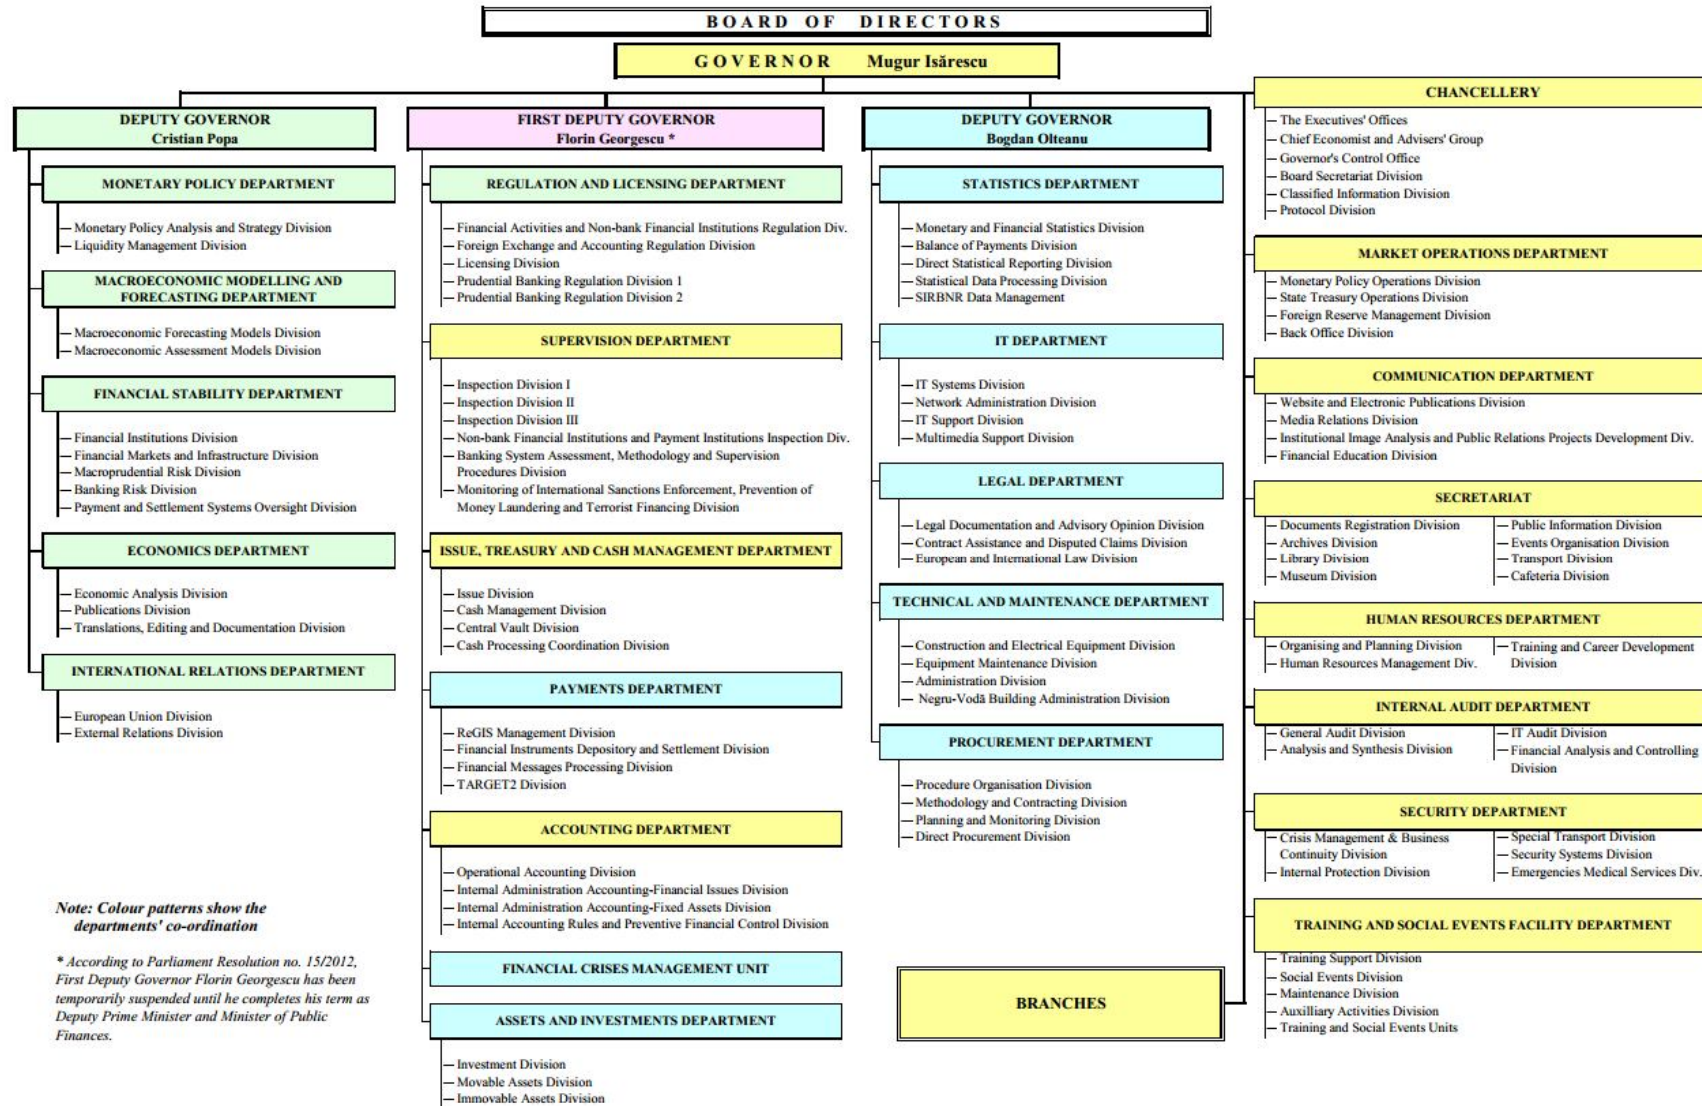 BOARD OF DIRECTORS
GOVERNOR Mugur Isărescu
DEPUTY GOVERNOR
Cristian Popa
MONETARY POLICY DEPARTMENT
— Monetary Policy Analysis and Strategy Division
— Liquidity Management Division
MACROECONOMIC MODELLING AND
FORECASTING DEPARTMENT
— Macroeconomic Forecasting Models Division
— Macroeconomic Assessment Models Division
FINANCIAL STABILITY DEPARTMENT
— Financial Institutions Division
— Financial Markets and Infrastructure Division
— Macroprudential Risk Division
— Banking Risk Division
— Payment and Settlement Systems Oversight Division
ECONOMICS DEPARTMENT
— Economic Analysis Division
— Publications Division
— Translations, Editing and Documentation Division
INTERNATIONAL RELATIONS DEPARTMENT
— European Union Division
— External Relations Division
Note: Colour patterns show the
departments' co-ordination
* According to Parliament Resolution no. 15/2012,
First Deputy Governor Florin Georgescu has been
temporarily suspended until he completes his term as
Deputy Prime Minister and Minister of Public
Finances.
FIRST DEPUTY GOVERNOR
Florin Georgescu *
REGULATION AND LICENSING DEPARTMENT
— Financial Activities and Non-bank Financial Institutions Regulation Div.
— Foreign Exchange and Accounting Regulation Division
— Licensing Division
— Prudential Banking Regulation Division 1
— Prudential Banking Regulation Division 2
SUPERVISION DEPARTMENT
— Inspection Division I
— Inspection Division II
— Inspection Division III
— Non-bank Financial Institutions and Payment Institutions Inspection Div.
— Banking System Assessment, Methodology and Supervision
Procedures Division
— Monitoring of International Sanctions Enforcement, Prevention of
Money Laundering and Terrorist Financing Division
ISSUE, TREASURY AND CASH MANAGEMENT DEPARTMENT
— Issue Division
— Cash Management Division
— Central Vault Division
— Cash Processing Coordination Division
PAYMENTS DEPARTMENT
— ReGIS Management Division
— Financial Instruments Depository and Settlement Division
— Financial Messages Processing Division
— TARGET2 Division
ACCOUNTING DEPARTMENT
— Operational Accounting Division
— Internal Administration Accounting-Financial Issues Division
— Internal Administration Accounting-Fixed Assets Division
— Internal Accounting Rules and Preventive Financial Control Division
FINANCIAL CRISES MANAGEMENT UNIT
ASSETS AND INVESTMENTS DEPARTMENT
— Investment Division
— Movable Assets Division
— Immovable Assets Division
DEPUTY GOVERNOR
Bogdan Olteanu
STATISTICS DEPARTMENT
— Monetary and Financial Statistics Division
— Balance of Payments Division
— Direct Statistical Reporting Division
— Statistical Data Processing Division
— SIRBNR Data Management
IT DEPARTMENT
— IT Systems Division
— Network Administration Division
— IT Support Division
— Multimedia Support Division
LEGAL DEPARTMENT
— Legal Documentation and Advisory Opinion Division
— Contract Assistance and Disputed Claims Division
— European and International Law Division
TECHNICAL AND MAINTENANCE DEPARTMENT
— Construction and Electrical Equipment Division
— Equipment Maintenance Division
— Administration Division
— Negru-Vodă Building Administration Division
PROCUREMENT DEPARTMENT
— Procedure Organisation Division
— Methodology and Contracting Division
— Planning and Monitoring Division
— Direct Procurement Division
BRANCHES
CHANCELLERY
— The Executives' Offices
— Chief Economist and Advisers' Group
— Governor's Control Office
— Board Secretariat Division
— Classified Information Division
— Protocol Division
MARKET OPERATIONS DEPARTMENT
— Monetary Policy Operations Division
— State Treasury Operations Division
— Foreign Reserve Management Division
— Back Office Division
COMMUNICATION DEPARTMENT
— Website and Electronic Publications Division
— Media Relations Division
— Institutional Image Analysis and Public Relations Projects Development Div.
— Financial Education Division
SECRETARIAT
— Documents Registration Division
— Archives Division
— Library Division
— Museum Division
— Public Information Division
— Events Organisation Division
— Transport Division
— Cafeteria Division
HUMAN RESOURCES DEPARTMENT
— Organising and Planning Division
— Human Resources Management Div.
— Training and Career Development
Division
INTERNAL AUDIT DEPARTMENT
— General Audit Division
— Analysis and Synthesis Division
— IT Audit Division
— Financial Analysis and Controlling
Division
SECURITY DEPARTMENT
— Crisis Management & Business
Continuity Division
— Internal Protection Division
— Special Transport Division
— Security Systems Division
— Emergencies Medical Services Div.
TRAINING AND SOCIAL EVENTS FACILITY DEPARTMENT
— Training Support Division
— Social Events Division
— Maintenance Division
— Auxilliary Activities Division
— Training and Social Events Units